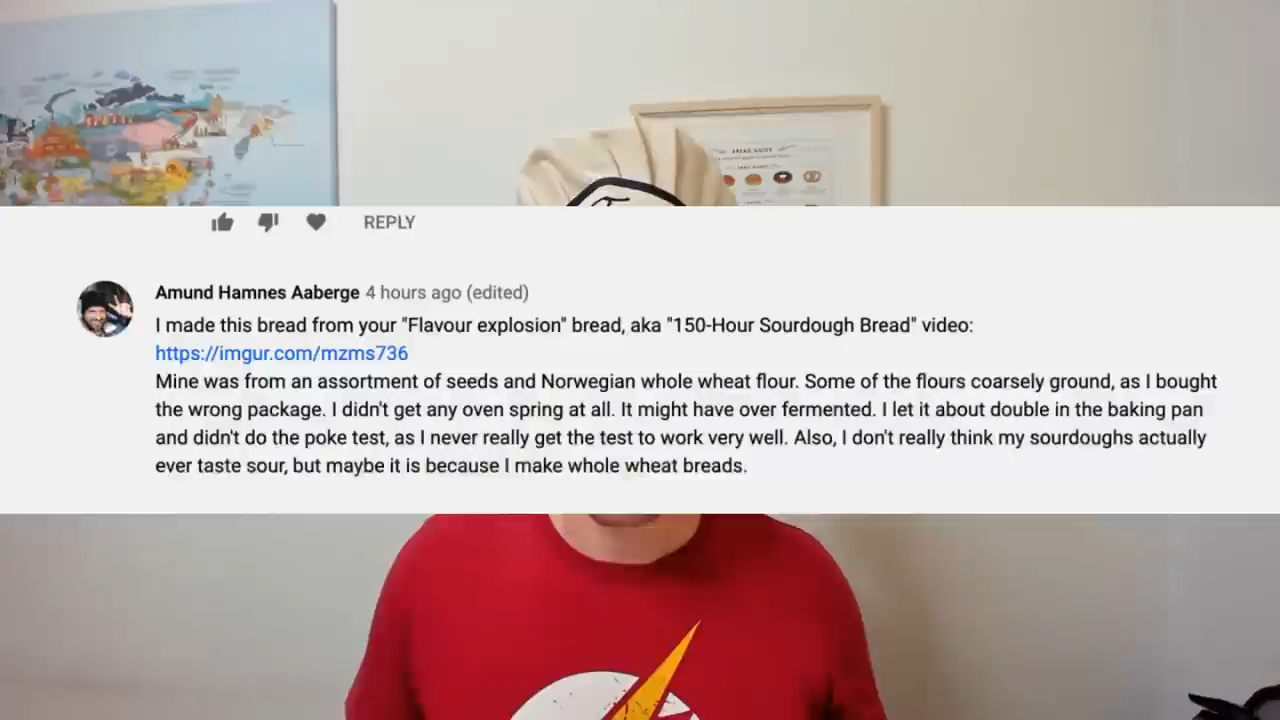 BREAD GUIDE
REPLY
Amund Hamnes Aaberge 4 hours ago (edited)
I made this bread from your "Flavour explosion" bread, aka "150-Hour Sourdough Bread" video:
https://imgur.com/mzms736
Mine was from an assortment of seeds and Norwegian whole wheat flour. Some of the flours coarsely ground, as I bought
the wrong package. I didn't get any oven spring at all. It might have over fermented. I let it about double in the baking pan
and didn't do the poke test, as I never really get the test to work very well. Also, I don't really think my sourdoughs actually
ever taste sour, but maybe it is because I make whole wheat breads.